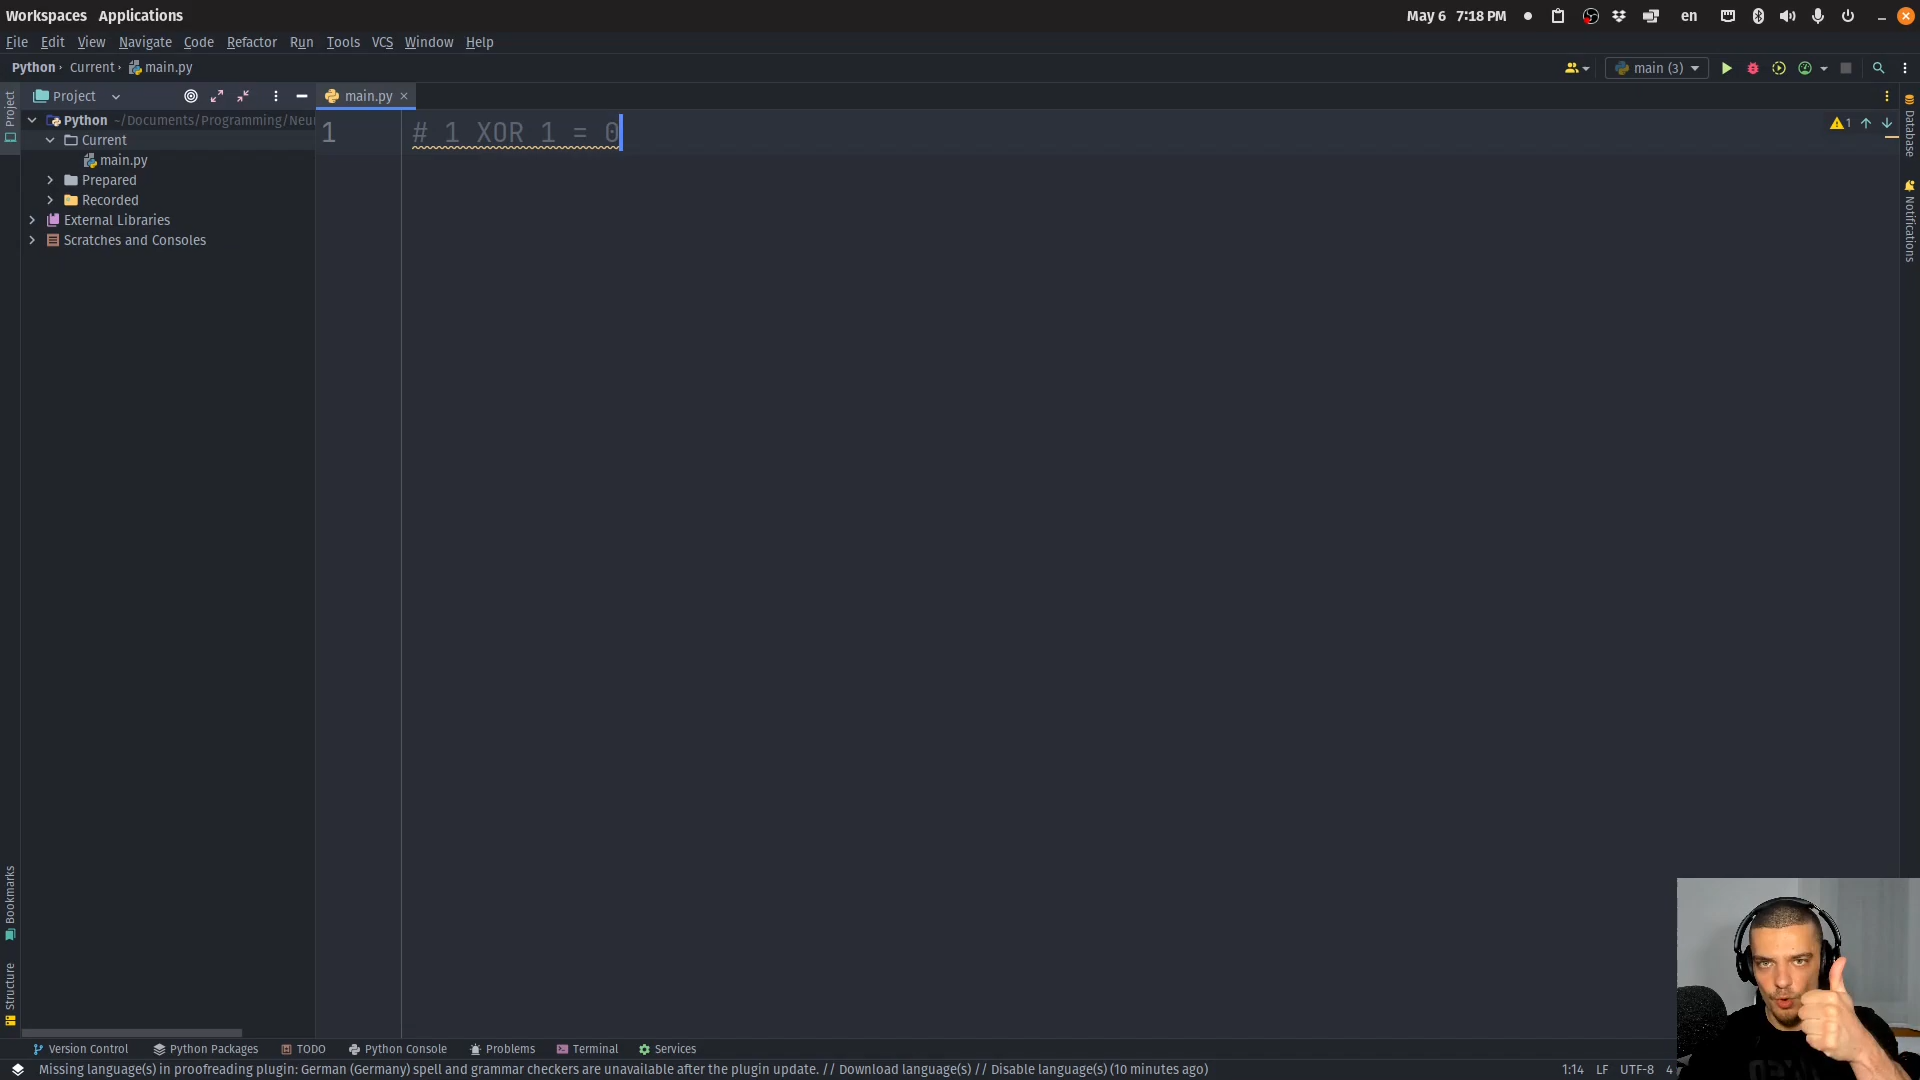 Workspaces Applications May 6 7:18 PM en
File Edit View Navigate Code Refactor Run Tools VCS Window Help
Python Current main.py main (3)
Project main.py
Python ~/Documents/Programming/Neu
Current
main.py
Prepared
Recorded
External Libraries
Scratches and Consoles
1 # 1 XOR 1 = 0
1
Project
Bookmarks
Structure
Database
Notifications
Version Control Python Packages TODO Python Console Problems Terminal Services
Missing language(s) in proofreading plugin: German (Germany) spell and grammar checkers are unavailable after the plugin update. // Download language(s) // Disable language(s) (10 minutes ago) 1:14 LF UTF-8 4